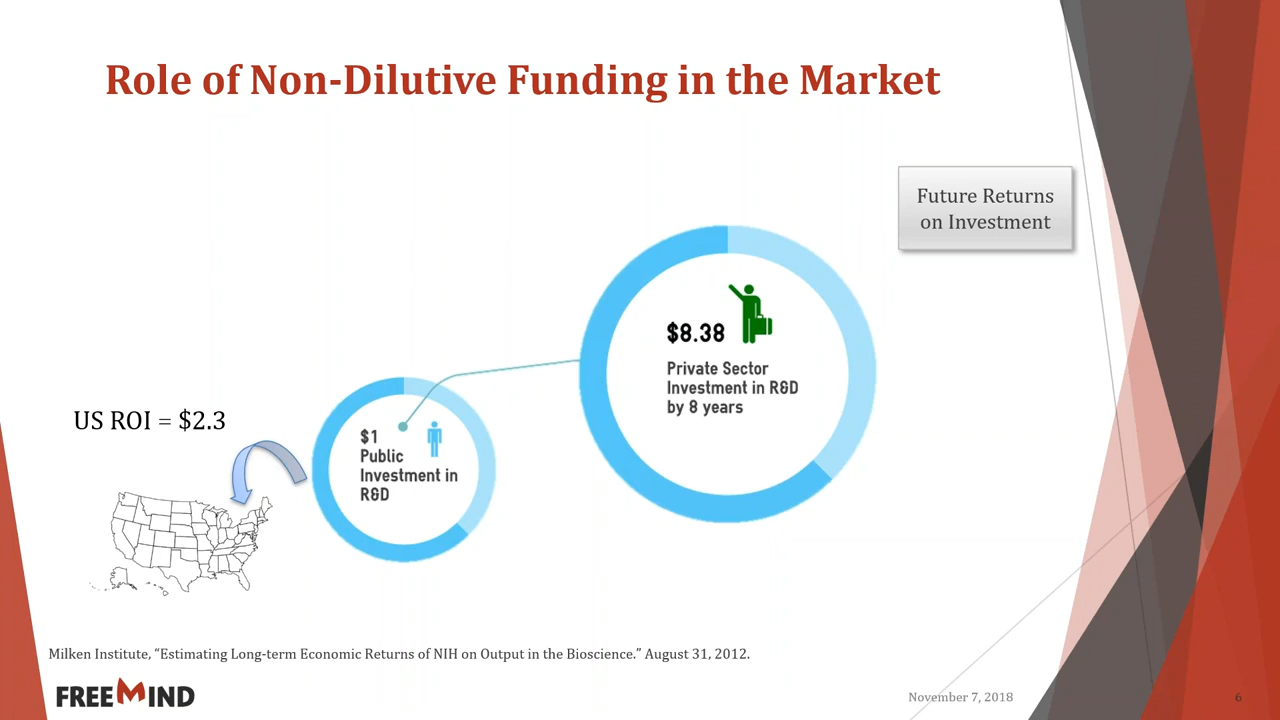 Role of Non-Dilutive Funding in the Market
Future Returns
on Investment
$8.38
Private Sector
Investment in R&D
by 8 years
US ROI = $2.3
$1
Public
Investment in
R&D
Milken Institute, “Estimating Long-term Economic Returns of NIH on Output in the Bioscience.” August 31, 2012.
FREEMIND
November 7, 2018
6